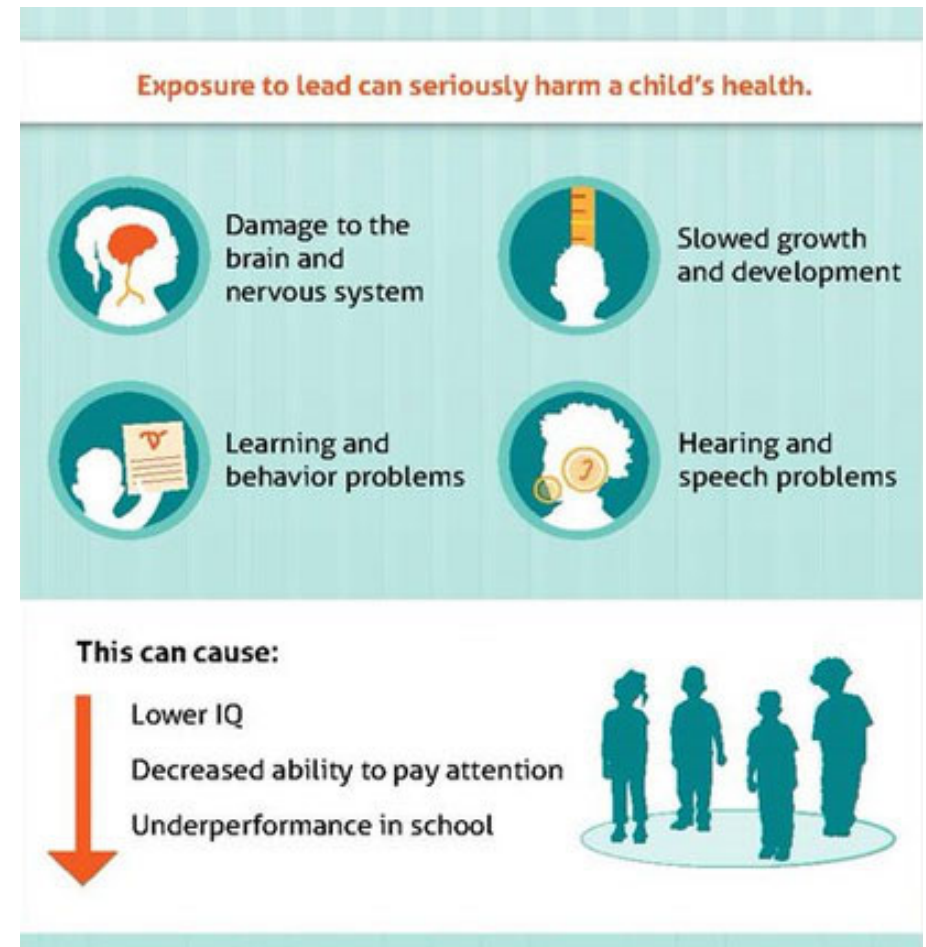 Exposure to lead can seriously harm a child's health.
Damage to the
brain and
nervous system
Slowed growth
and development
Learning and
behavior problems
Hearing and
speech problems
This can cause:
Lower IQ
Decreased ability to pay attention
Underperformance in school